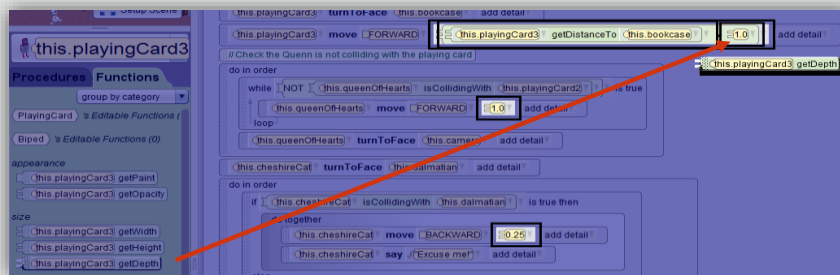 Setup Scene
this.playingCard3
Procedures Functions
group by category
PlayingCard 's Editable Functions (
Biped 's Editable Functions (0)
appearance
this.playingCard3 getPaint
this.playingCard3 getOpacity
size
this.playingCard3 getWidth
this.playingCard3 getHeight
this.playingCard3 getDepth
this.playingCard3 turnToFace this.bookcase add detail
this.playingCard3 move FORWARD this.playingCard3 getDistanceTo this.bookcase 1.0 add detail
this.playingCard3 getDepth
// Check the Quenn is not colliding with the playing card
do in order
while NOT this.queenOfHearts isCollidingWith this.playingCard2 is true
this.queenOfHearts move FORWARD 1.0 add detail
loop
this.queenOfHearts turnToFace this.camera add detail
this.cheshireCat turnToFace this.dalmatian add detail
do in order
if this.cheshireCat isCollidingWith this.dalmatian is true then
do together
this.cheshireCat move BACKWARD 0.25 add detail
this.cheshireCat say "Excuse me!" add detail